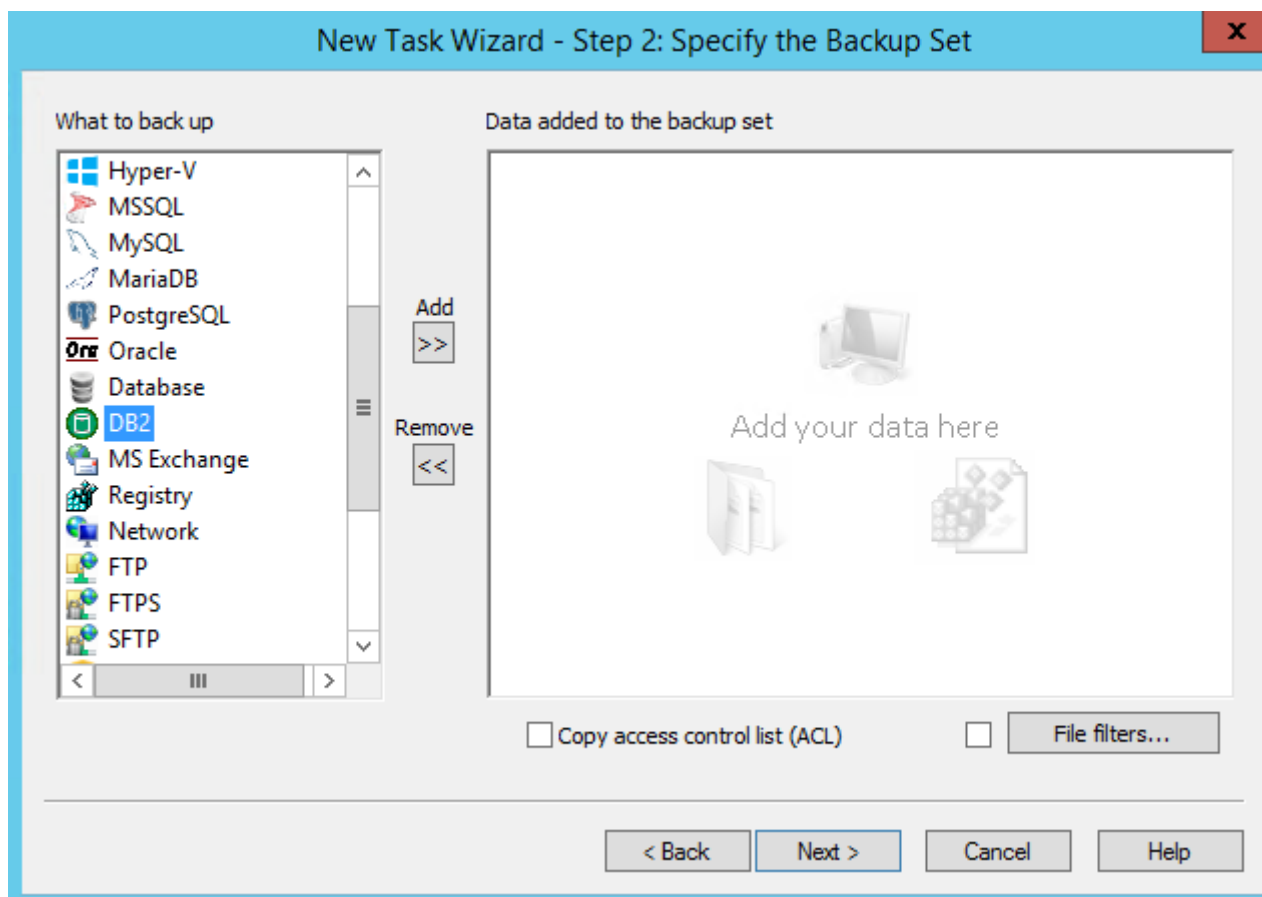 New Task Wizard - Step 2: Specify the Backup Set
x
What to back up
Data added to the backup set
Hyper-V
MSSQL
MySQL
MariaDB
PostgreSQL
Ora Oracle
Database
DB2
MS Exchange
Registry
Network
FTP
FTPS
SFTP
Add
>>
Remove
<<
Add your data here
Copy access control list (ACL)
File filters...
< Back
Next >
Cancel
Help